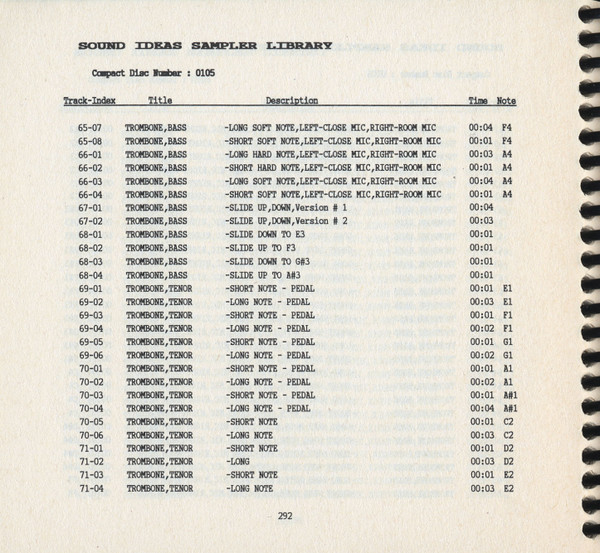 SOUND IDEAS SAMPLER LIBRARY
Compact Disc Number : 0105
Track-Index Title Description Time Note
65-07 TROMBONE,BASS -LONG SOFT NOTE,LEFT-CLOSE MIC,RIGHT-ROOM MIC 00:04 F4
65-08 TROMBONE,BASS -SHORT SOFT NOTE,LEFT-CLOSE MIC,RIGHT-ROOM MIC 00:01 F4
66-01 TROMBONE,BASS -LONG HARD NOTE,LEFT-CLOSE MIC,RIGHT-ROOM MIC 00:03 A4
66-02 TROMBONE,BASS -SHORT HARD NOTE,LEFT-CLOSE MIC,RIGHT-ROOM MIC 00:01 A4
66-03 TROMBONE,BASS -LONG SOFT NOTE,LEFT-CLOSE MIC,RIGHT-ROOM MIC 00:04 A4
66-04 TROMBONE,BASS -SHORT SOFT NOTE,LEFT-CLOSE MIC,RIGHT-ROOM MIC 00:01 A4
67-01 TROMBONE,BASS -SLIDE UP,DOWN,Version # 1 00:04
67-02 TROMBONE,BASS -SLIDE UP,DOWN,Version # 2 00:03
68-01 TROMBONE,BASS -SLIDE DOWN TO E3 00:01
68-02 TROMBONE,BASS -SLIDE UP TO F3 00:01
68-03 TROMBONE,BASS -SLIDE DOWN TO G#3 00:01
68-04 TROMBONE,BASS -SLIDE UP TO A#3 00:01
69-01 TROMBONE,TENOR -SHORT NOTE - PEDAL 00:01 E1
69-02 TROMBONE,TENOR -LONG NOTE - PEDAL 00:03 E1
69-03 TROMBONE,TENOR -SHORT NOTE - PEDAL 00:01 F1
69-04 TROMBONE,TENOR -LONG NOTE - PEDAL 00:02 F1
69-05 TROMBONE,TENOR -SHORT NOTE - PEDAL 00:01 G1
69-06 TROMBONE,TENOR -LONG NOTE - PEDAL 00:02 G1
70-01 TROMBONE,TENOR -SHORT NOTE - PEDAL 00:01 A1
70-02 TROMBONE,TENOR -LONG NOTE - PEDAL 00:02 A1
70-03 TROMBONE,TENOR -SHORT NOTE - PEDAL 00:01 A#1
70-04 TROMBONE,TENOR -LONG NOTE - PEDAL 00:04 A#1
70-05 TROMBONE,TENOR -SHORT NOTE 00:01 C2
70-06 TROMBONE,TENOR -LONG NOTE 00:03 C2
71-01 TROMBONE,TENOR -SHORT NOTE 00:01 D2
71-02 TROMBONE,TENOR -LONG 00:03 D2
71-03 TROMBONE,TENOR -SHORT NOTE 00:01 E2
71-04 TROMBONE,TENOR -LONG NOTE 00:03 E2
292